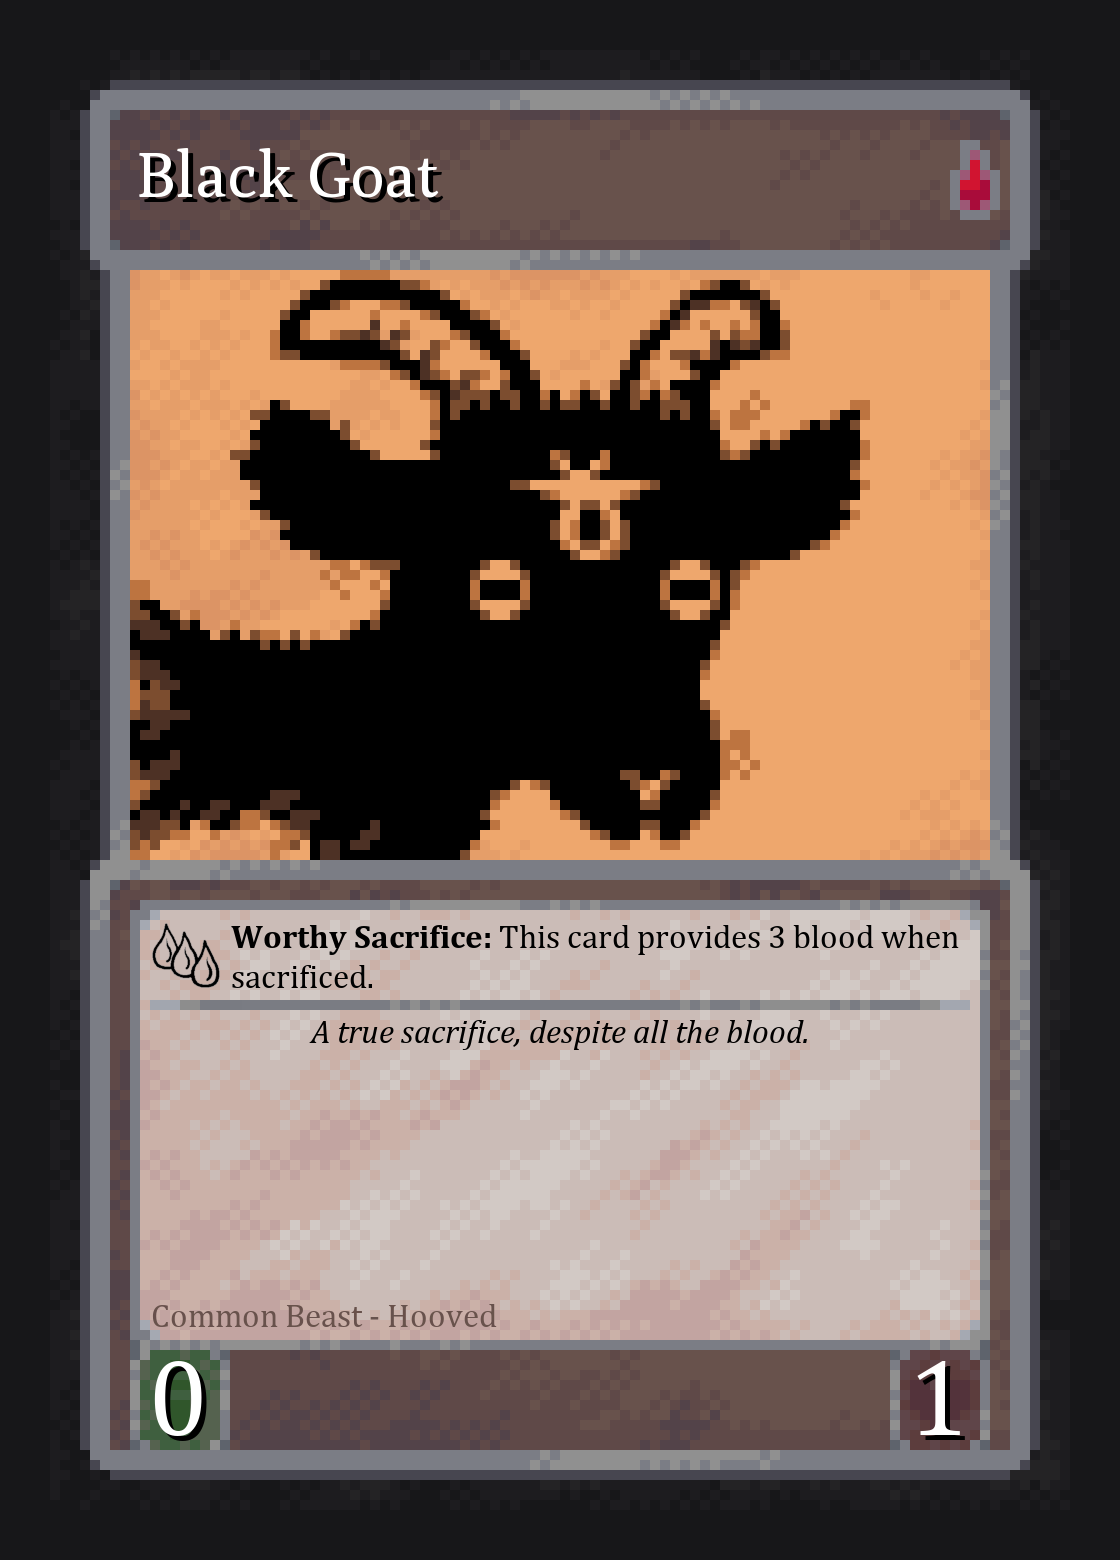 Black Goat
Worthy Sacrifice: This card provides 3 blood when
sacrificed.
A true sacrifice, despite all the blood.
Common Beast - Hooved
0
1